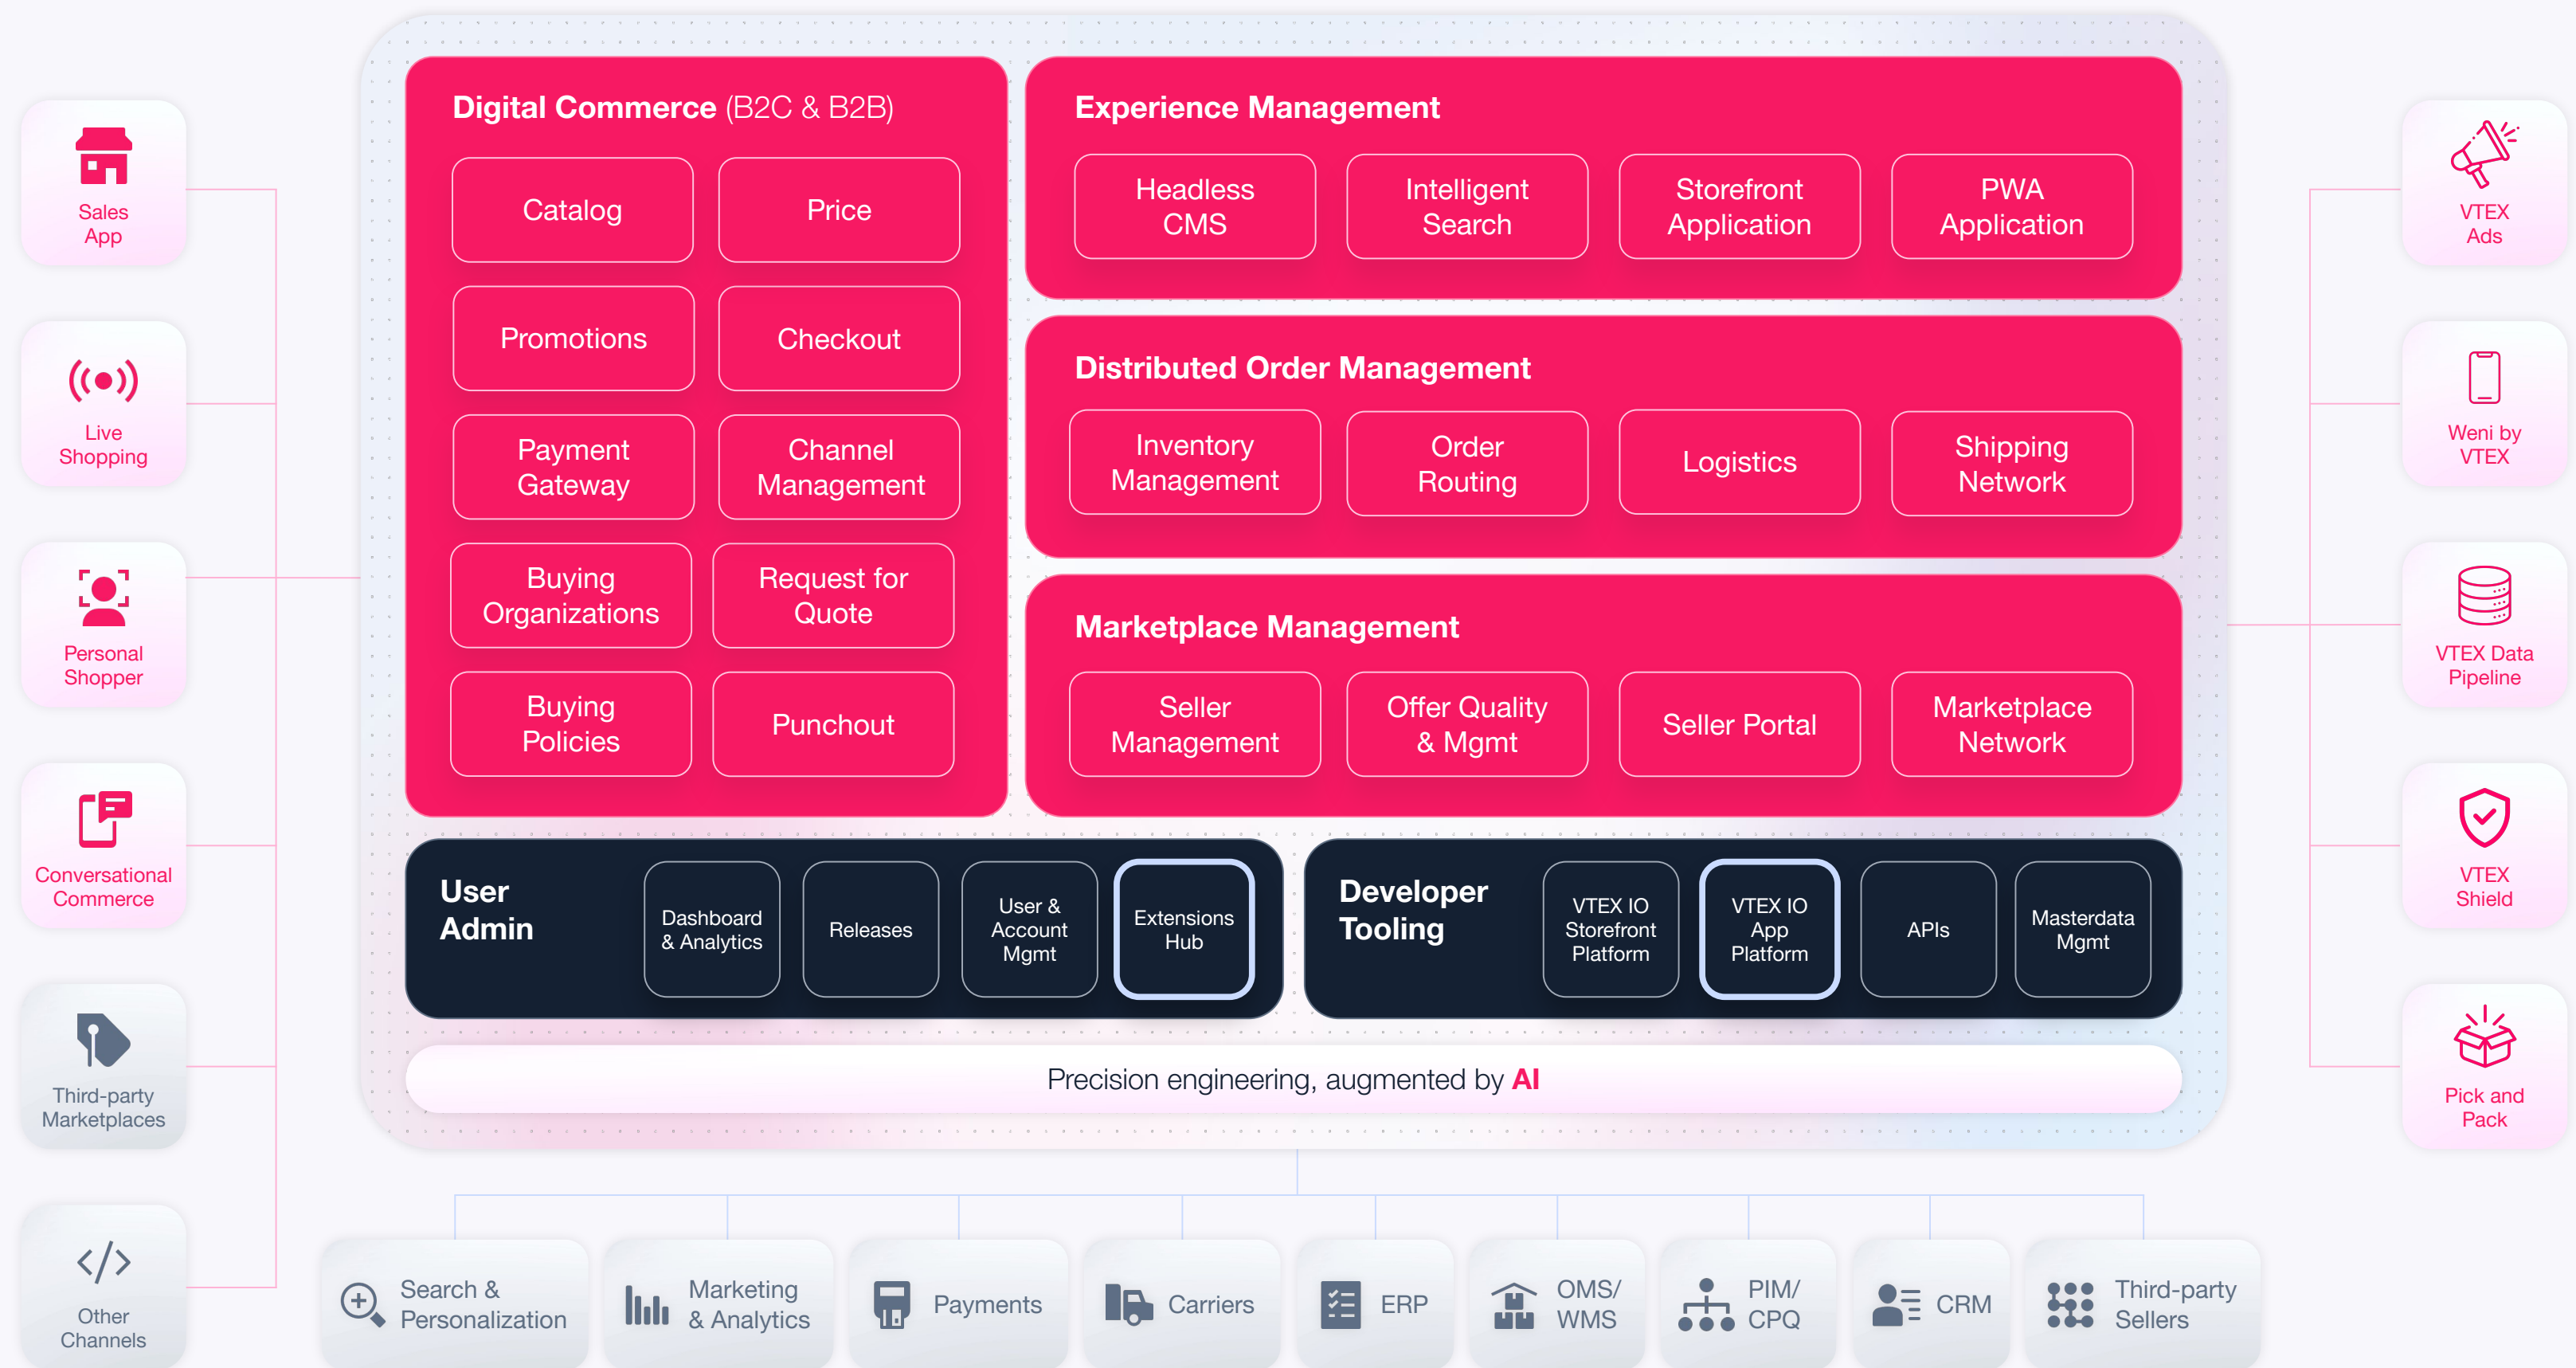 Sales
App
Live
Shopping
Personal
Shopper
Conversational
Commerce
Third-party
Marketplaces
Other
Channels
Digital Commerce (B2C & B2B)
Catalog
Price
Promotions
Checkout
Payment
Gateway
Channel
Management
Buying
Organizations
Request for
Quote
Buying
Policies
Punchout
Experience Management
Headless
CMS
Intelligent
Search
Storefront
Application
PWA
Application
Distributed Order Management
Inventory
Management
Order
Routing
Logistics
Shipping
Network
Marketplace Management
Seller
Management
Offer Quality
& Mgmt
Seller Portal
Marketplace
Network
User
Admin
Dashboard
& Analytics
Releases
User &
Account
Mgmt
Extensions
Hub
Developer
Tooling
VTEX IO
Storefront
Platform
VTEX IO
App
Platform
APIs
Masterdata
Mgmt
Precision engineering, augmented by AI
VTEX
Ads
Weni by
VTEX
VTEX Data
Pipeline
VTEX
Shield
Pick and
Pack
Search &
Personalization
Marketing
& Analytics
Payments
Carriers
ERP
OMS/
WMS
PIM/
CPQ
CRM
Third-party
Sellers